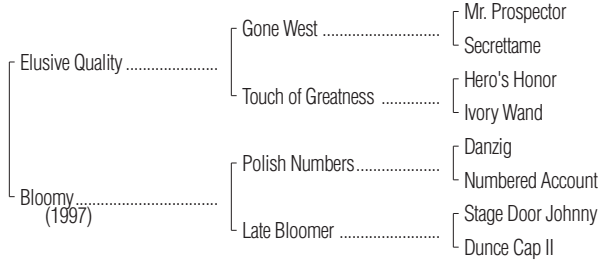 Mr. Prospector
Gone West ........................................
Secrettame
Elusive Quality ......................
Hero's Honor
Touch of Greatness ..............
Ivory Wand
Danzig
Polish Numbers....................
Numbered Account
Bloomy...................................
(1997)
Stage Door Johnny
Late Bloomer ........................
Dunce Cap II